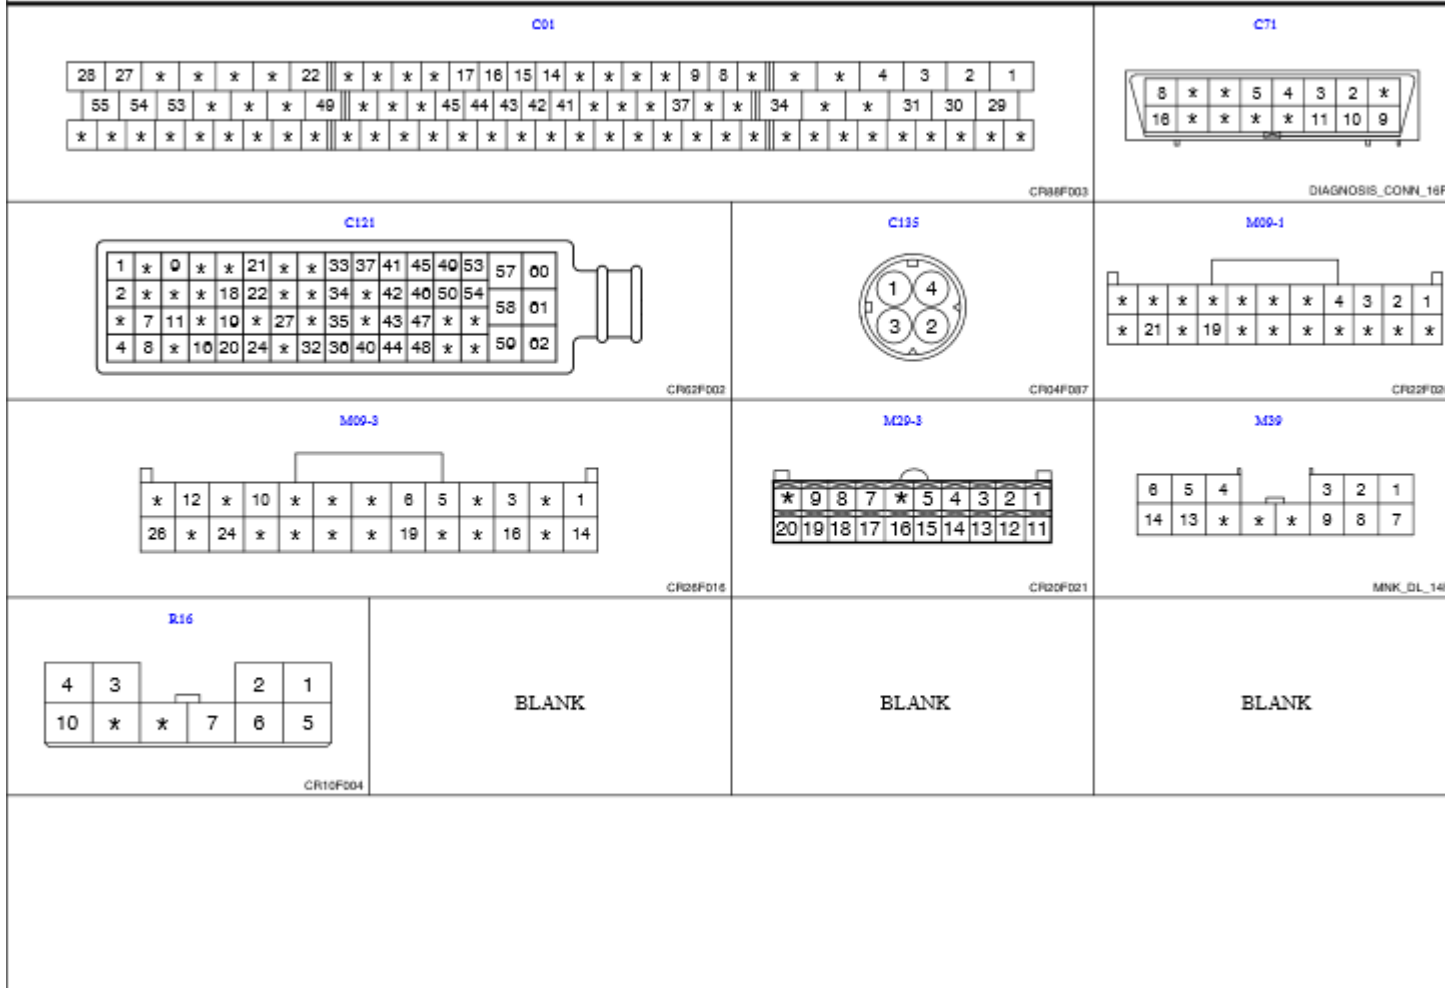 C01
28 27 * * * * 22 * * * * 17 16 15 14 * * * * 9 8 * * * 4 3 2 1
55 54 53 * * * 49 * * * 45 44 43 42 41 * * * 37 * * 34 * * 31 30 29
* * * * * * * * * * * * * * * * * * * * * * * * * * * * * * * * *
CR88F003
C71
8 * * 5 4 3 2 *
16 * * * * 11 10 9
DIAGNOSIS_CONN_16P
C121
1 * 9 * * 21 * * 33 37 41 45 49 53 57 60
2 * * * 18 22 * * 34 * 42 46 50 54 58 61
* 7 11 * 19 * 27 * 35 * 43 47 * *
4 8 * 16 20 24 * 32 36 40 44 48 * * 59 62
CR62F002
C135
1 4
3 2
CR04F087
M09-1
* * * * * * * 4 3 2 1
* 21 * 19 * * * * * * *
CR22F020
M09-3
* 12 * 10 * * * 6 5 * 3 * 1
26 * 24 * * * * 19 * * 16 * 14
CR26F016
M29-3
* 9 8 7 * 5 4 3 2 1
20 19 18 17 16 15 14 13 12 11
CR20F021
M39
6 5 4 3 2 1
14 13 * * * 9 8 7
MNK_DL_14
R16
4 3 2 1
10 * * 7 6 5
CR10F004
BLANK
BLANK
BLANK